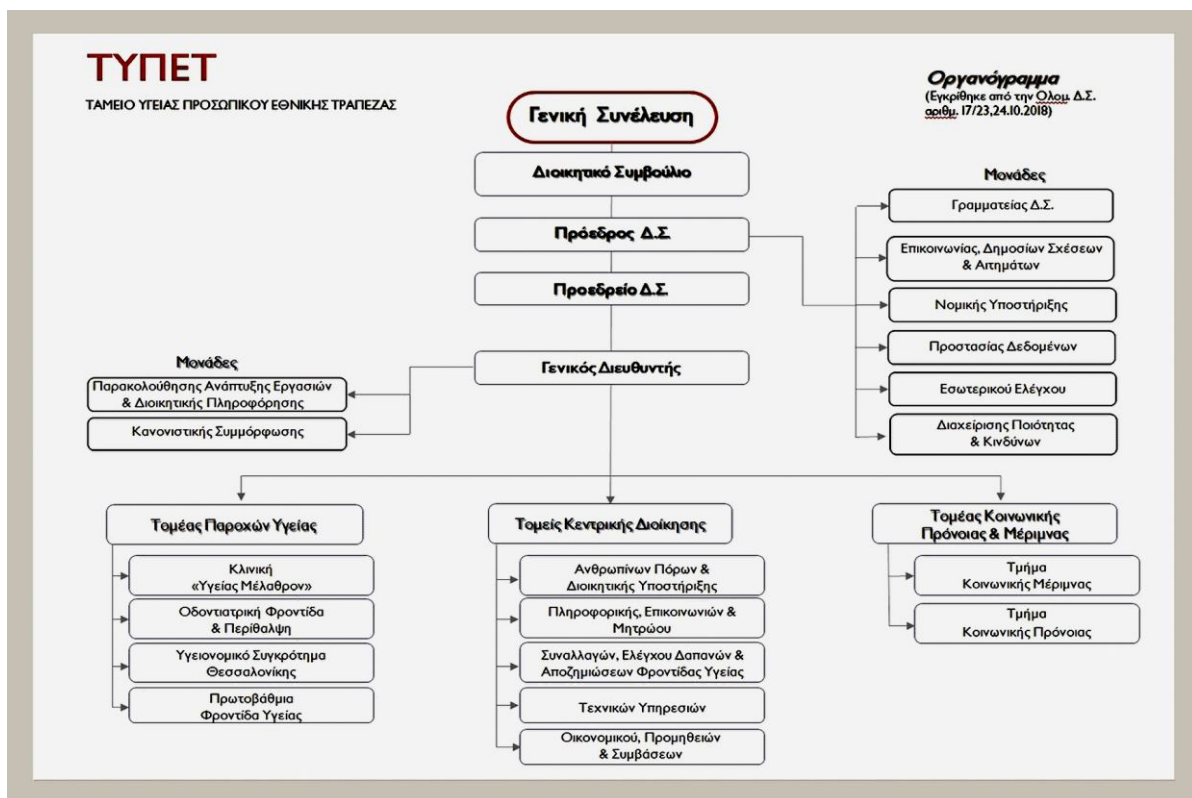 ΤΥΠΕΤ
ΤΑΜΕΙΟ ΥΓΕΙΑΣ ΠΡΟΣΩΠΙΚΟΥ ΕΘΝΙΚΗΣ ΤΡΑΠΕΖΑΣ
Οργανόγραμμα
(Εγκρίθηκε από την Ολομ. Δ.Σ.
αριθμ. 17/23,24.10.2018)
Γενική Συνέλευση
Διοικητικό Συμβούλιο
Πρόεδρος Δ.Σ.
Προεδρείο Δ.Σ.
Γενικός Διευθυντής
Μονάδες
Γραμματείας Δ.Σ.
Επικοινωνίας, Δημοσίων Σχέσεων
& Αιτημάτων
Νομικής Υποστήριξης
Προστασίας Δεδομένων
Εσωτερικού Ελέγχου
Διαχείρισης Ποιότητας
& Κινδύνων
Μονάδες
Παρακολούθησης Ανάπτυξης Εργασιών
& Διοικητικής Πληροφόρησης
Κανονιστικής Συμμόρφωσης
Τομέας Παροχών Υγείας
Κλινική
«Υγείας Μέλαθρον»
Οδοντιατρική Φροντίδα
& Περίθαλψη
Υγειονομικό Συγκρότημα
Θεσσαλονίκης
Πρωτοβάθμια
Φροντίδα Υγείας
Τομείς Κεντρικής Διοίκησης
Ανθρωπίνων Πόρων &
Διοικητικής Υποστήριξης
Πληροφορικής, Επικοινωνιών &
Μητρώου
Συναλλαγών, Ελέγχου Δαπανών &
Αποζημιώσεων Φροντίδας Υγείας
Τεχνικών Υπηρεσιών
Οικονομικού, Προμηθειών
& Συμβάσεων
Τομέας Κοινωνικής
Πρόνοιας & Μέριμνας
Τμήμα
Κοινωνικής Μέριμνας
Τμήμα
Κοινωνικής Πρόνοιας